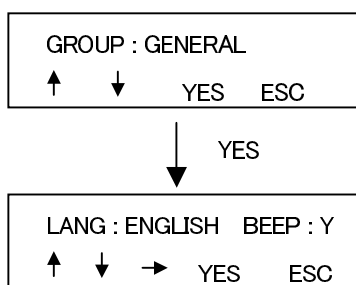 GROUP : GENERAL
↑ ↓ YES ESC
YES
LANG : ENGLISH BEEP : Y
↑ ↓ → YES ESC